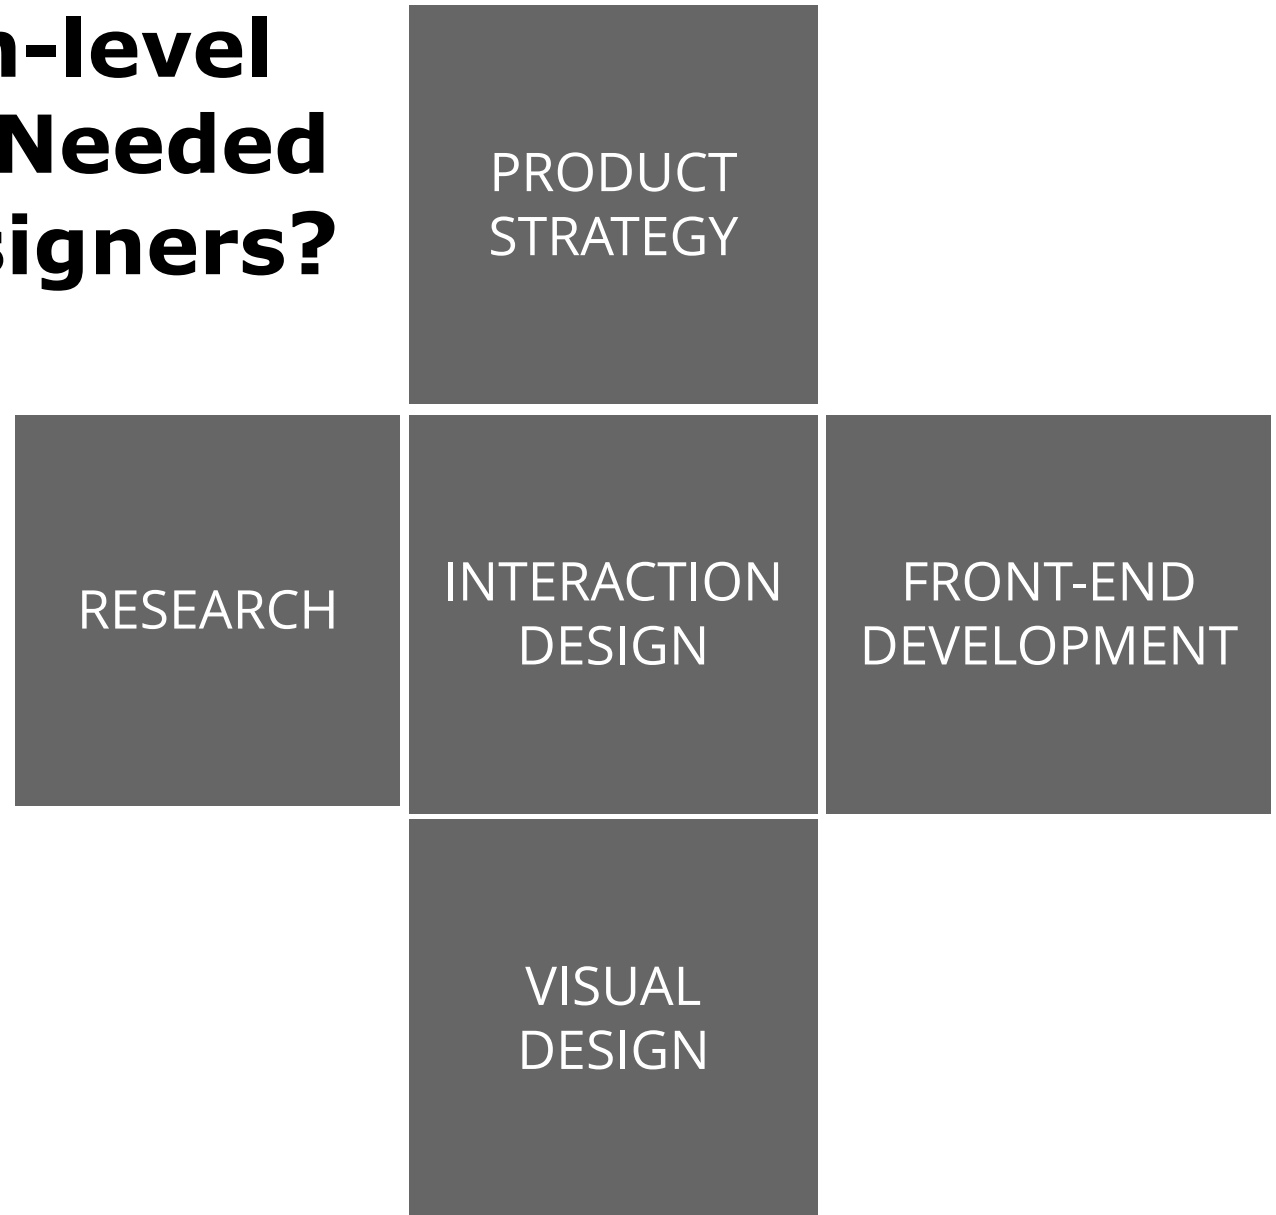 n-level
Needed
signers?
PRODUCT
STRATEGY
RESEARCH
INTERACTION
DESIGN
FRONT-END
DEVELOPMENT
VISUAL
DESIGN